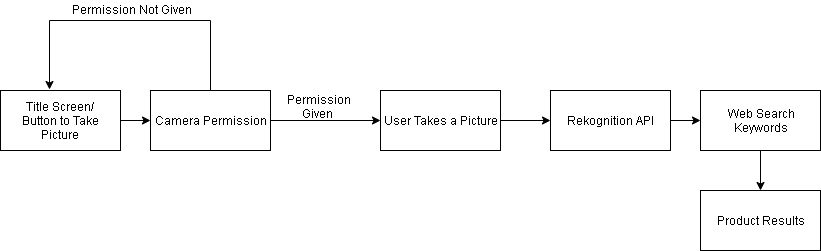 Permission Not Given
Title Screen/
Button to Take
Picture
Camera Permission
Permission
Given
User Takes a Picture
Rekognition API
Web Search
Keywords
Product Results